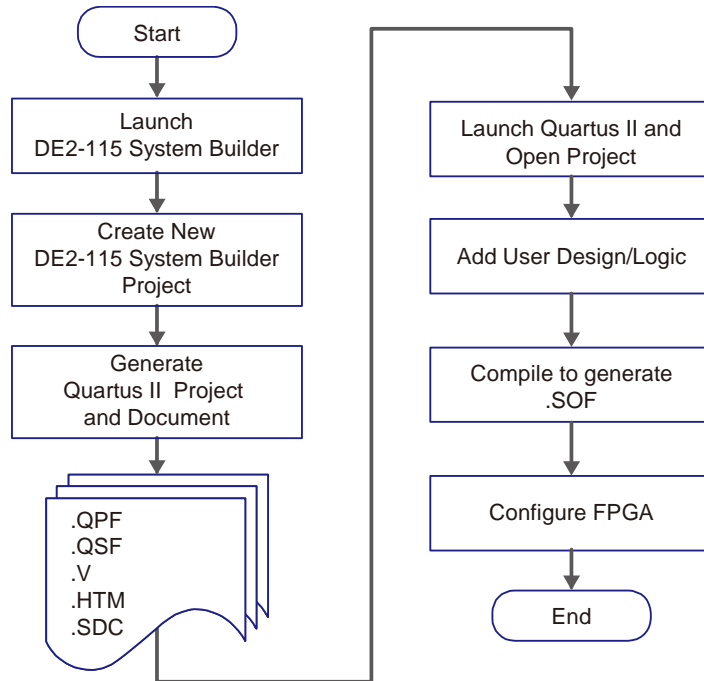 Start
Launch
DE2-115 System Builder
Create New
DE2-115 System Builder
Project
Generate
Quartus II Project
and Document
.QPF
.QSF
.V
.HTM
.SDC
Launch Quartus II and
Open Project
Add User Design/Logic
Compile to generate
.SOF
Configure FPGA
End